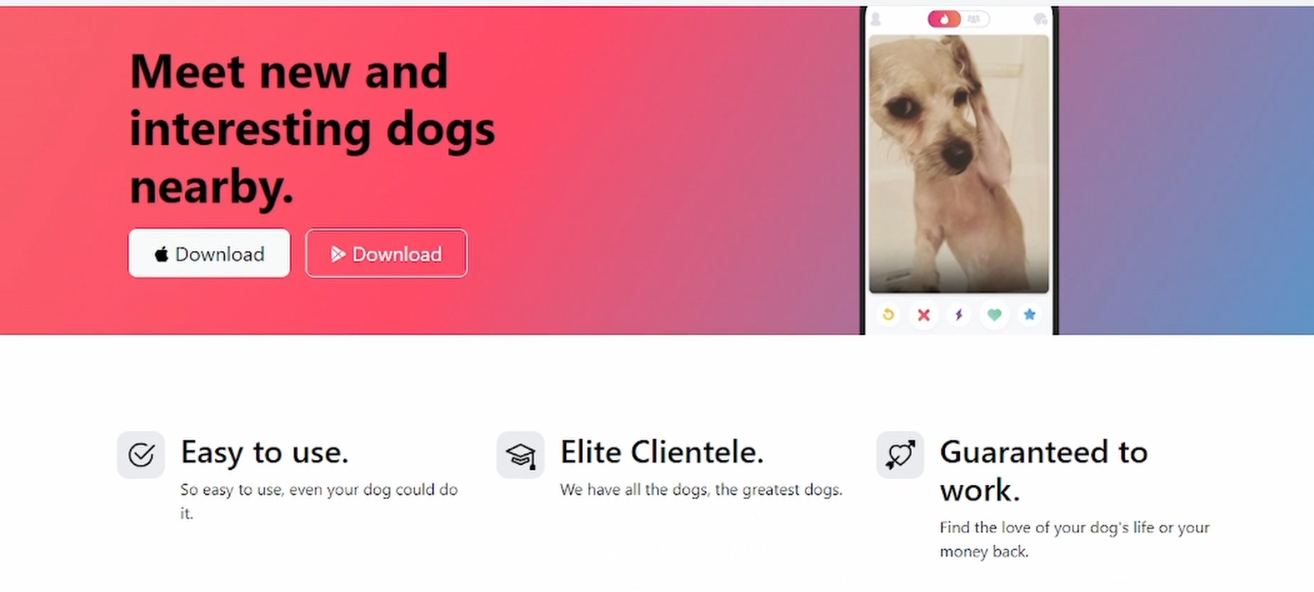 Meet new and
interesting dogs
nearby.
Download
Download
Easy to use.
So easy to use, even your dog could do
it.
Elite Clientele.
We have all the dogs, the greatest dogs.
Guaranteed to
work.
Find the love of your dog's life or your
money back.